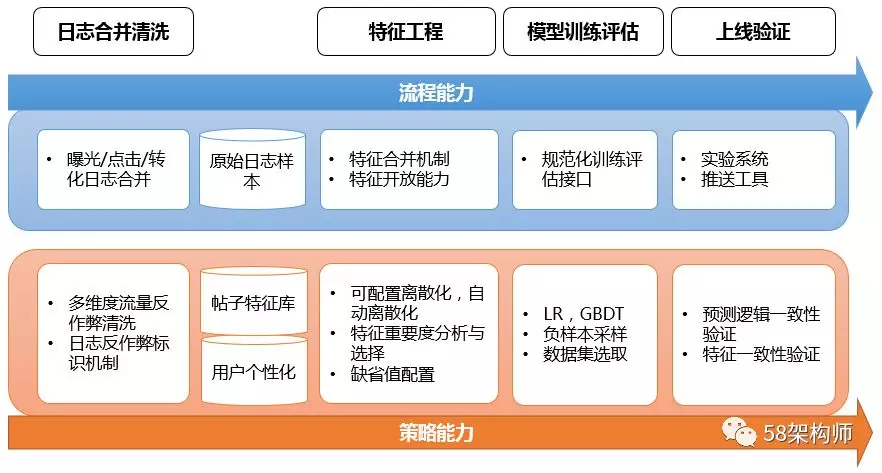 日志合并清洗
特征工程
模型训练评估
上线验证
流程能力
• 曝光/点击/转
化日志合并
原始日志样
本
• 特征合并机制
• 特征开放能力
• 规范化训练评
估接口
• 实验系统
• 推送工具
• 多维度流量反
作弊清洗
• 日志反作弊标
识机制
帖子特征库
用户个性化
• 可配置离散化，自
动离散化
• 特征重要度分析与
选择
• 缺省值配置
• LR，GBDT
• 负样本采样
• 数据集选取
• 预测逻辑一致性
验证
• 特征一致性验证
策略能力
58架构师